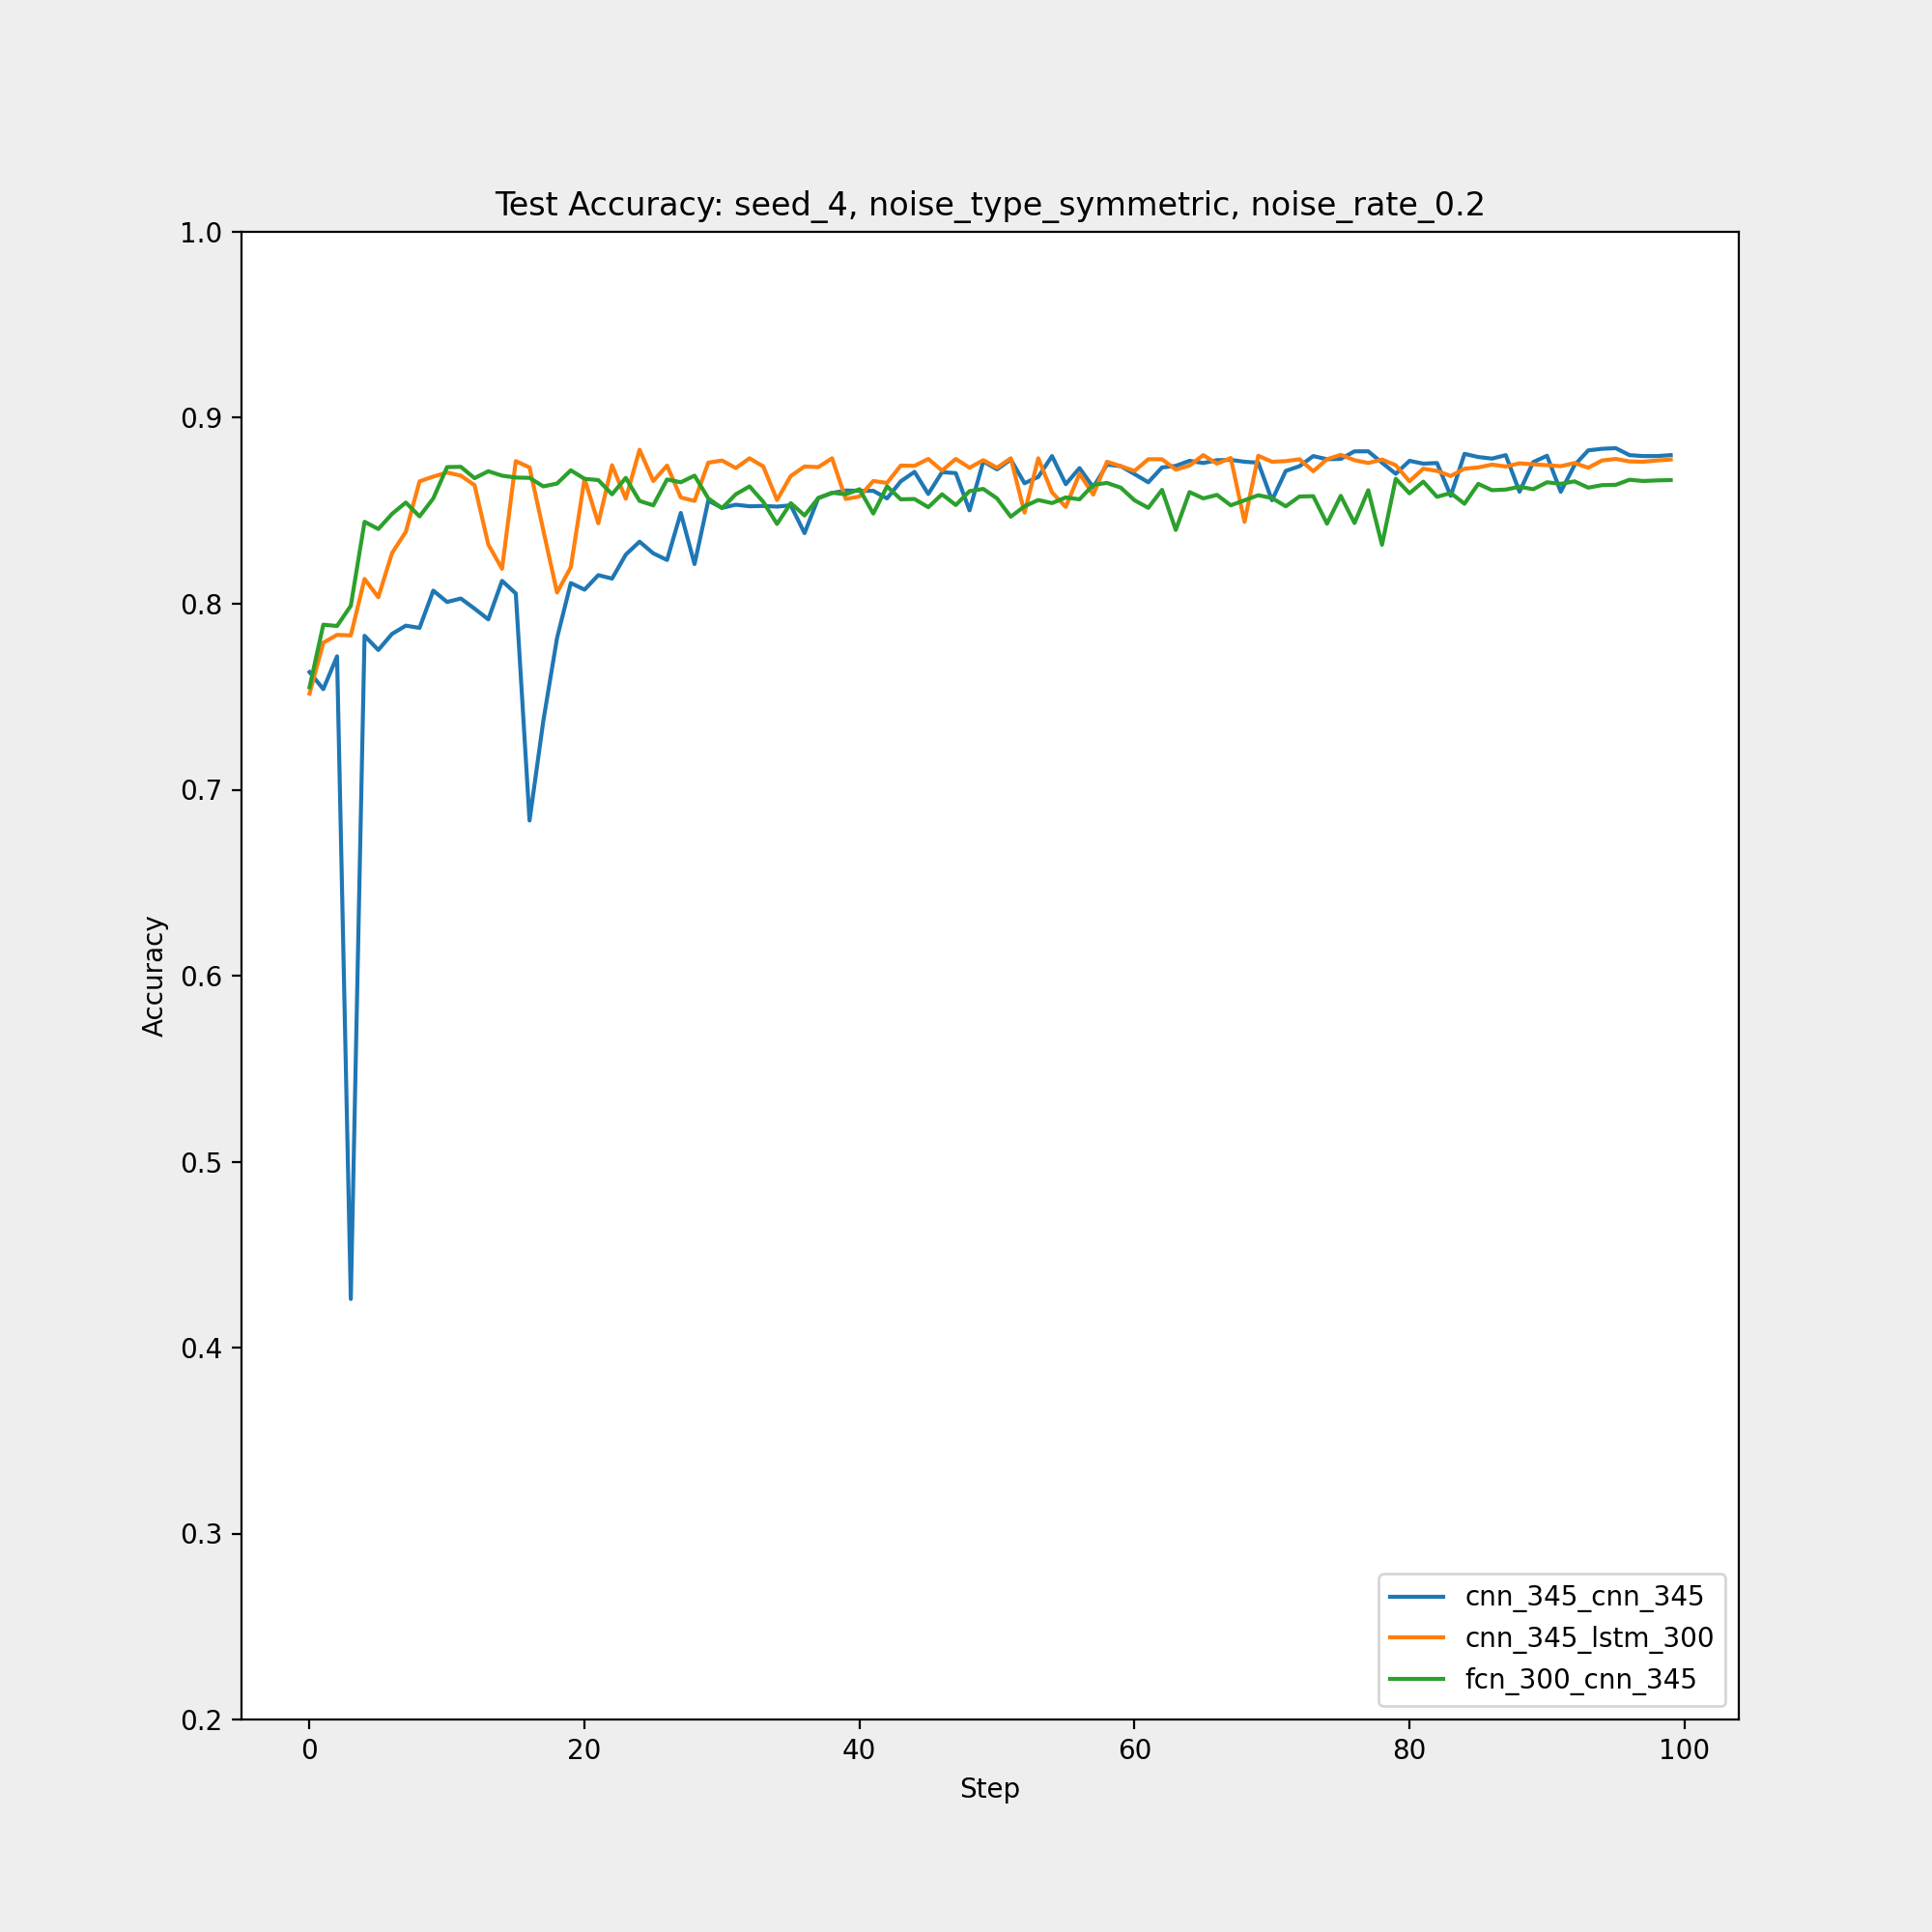 Test Accuracy: seed_4, noise_type_symmetric, noise_rate_0.2
1.0
0.9
0.8
0.7
0.6
0.5
0.4
0.3
0.2
Accuracy
0 20 40 60 80 100
Step
cnn_345_cnn_345
cnn_345_lstm_300
fcn_300_cnn_345